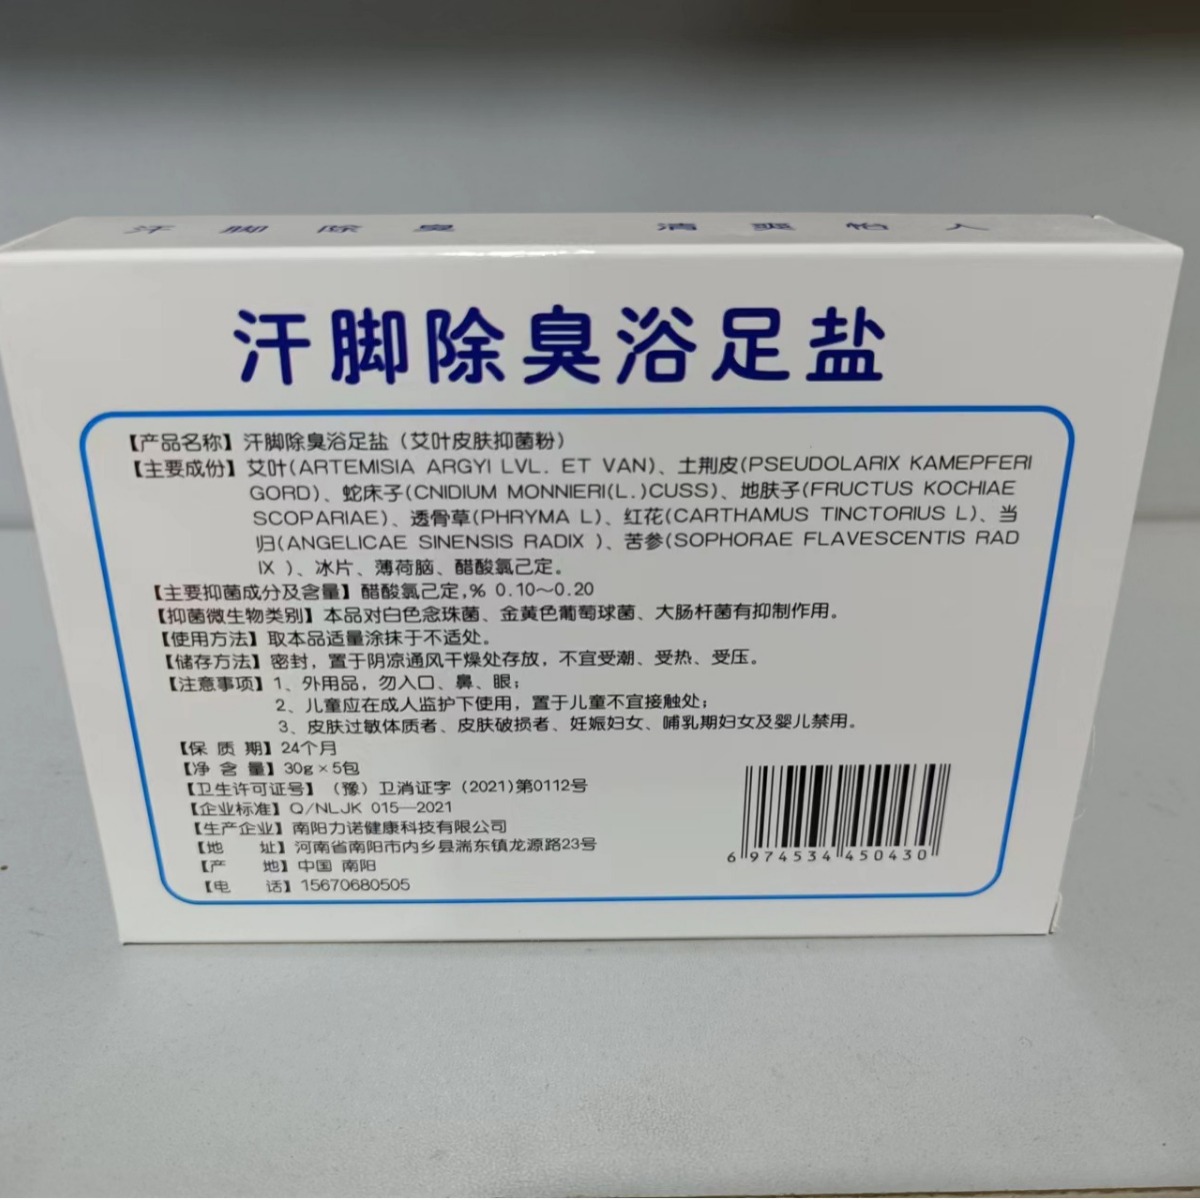 汗脚除臭 清爽怡人
汗脚除臭浴足盐
【产品名称】汗脚除臭浴足盐（艾叶皮肤抑菌粉）
【主要成份】艾叶(ARTEMISIA ARGYI LVL. ET VAN)、土荆皮(PSEUDOLARIX KAMEPFERI
GORD)、蛇床子(CNIDIUM MONNIERI(L.)CUSS)、地肤子(FRUCTUS KOCHIAE
SCOPARIAE)、透骨草(PHRYMA L)、红花(CARTHAMUS TINCTORIUS L)、当
归(ANGELICAE SINENSIS RADIX )、苦参(SOPHORAE FLAVESCENTIS RAD
IX )、冰片、薄荷脑、醋酸氯己定。
【主要抑菌成分及含量】醋酸氯己定,% 0.10～0.20
【抑菌微生物类别】本品对白色念珠菌、金黄色葡萄球菌、大肠杆菌有抑制作用。
【使用方法】取本品适量涂抹于不适处。
【储存方法】密封，置于阴凉通风干燥处存放，不宜受潮、受热、受压。
【注意事项】1、外用品，勿入口、鼻、眼；
2、儿童应在成人监护下使用，置于儿童不宜接触处；
3、皮肤过敏体质者、皮肤破损者、妊娠妇女、哺乳期妇女及婴儿禁用。
【保 质 期】24个月
【净 含 量】30g×5包
【卫生许可证号】（豫）卫消证字（2021)第0112号
【企业标准】Q/NLJK 015—2021
【生产企业】南阳力诺健康科技有限公司
【地 址】河南省南阳市内乡县湍东镇龙源路23号
【产 地】中国 南阳
【电 话】15670680505
6 974534 450430